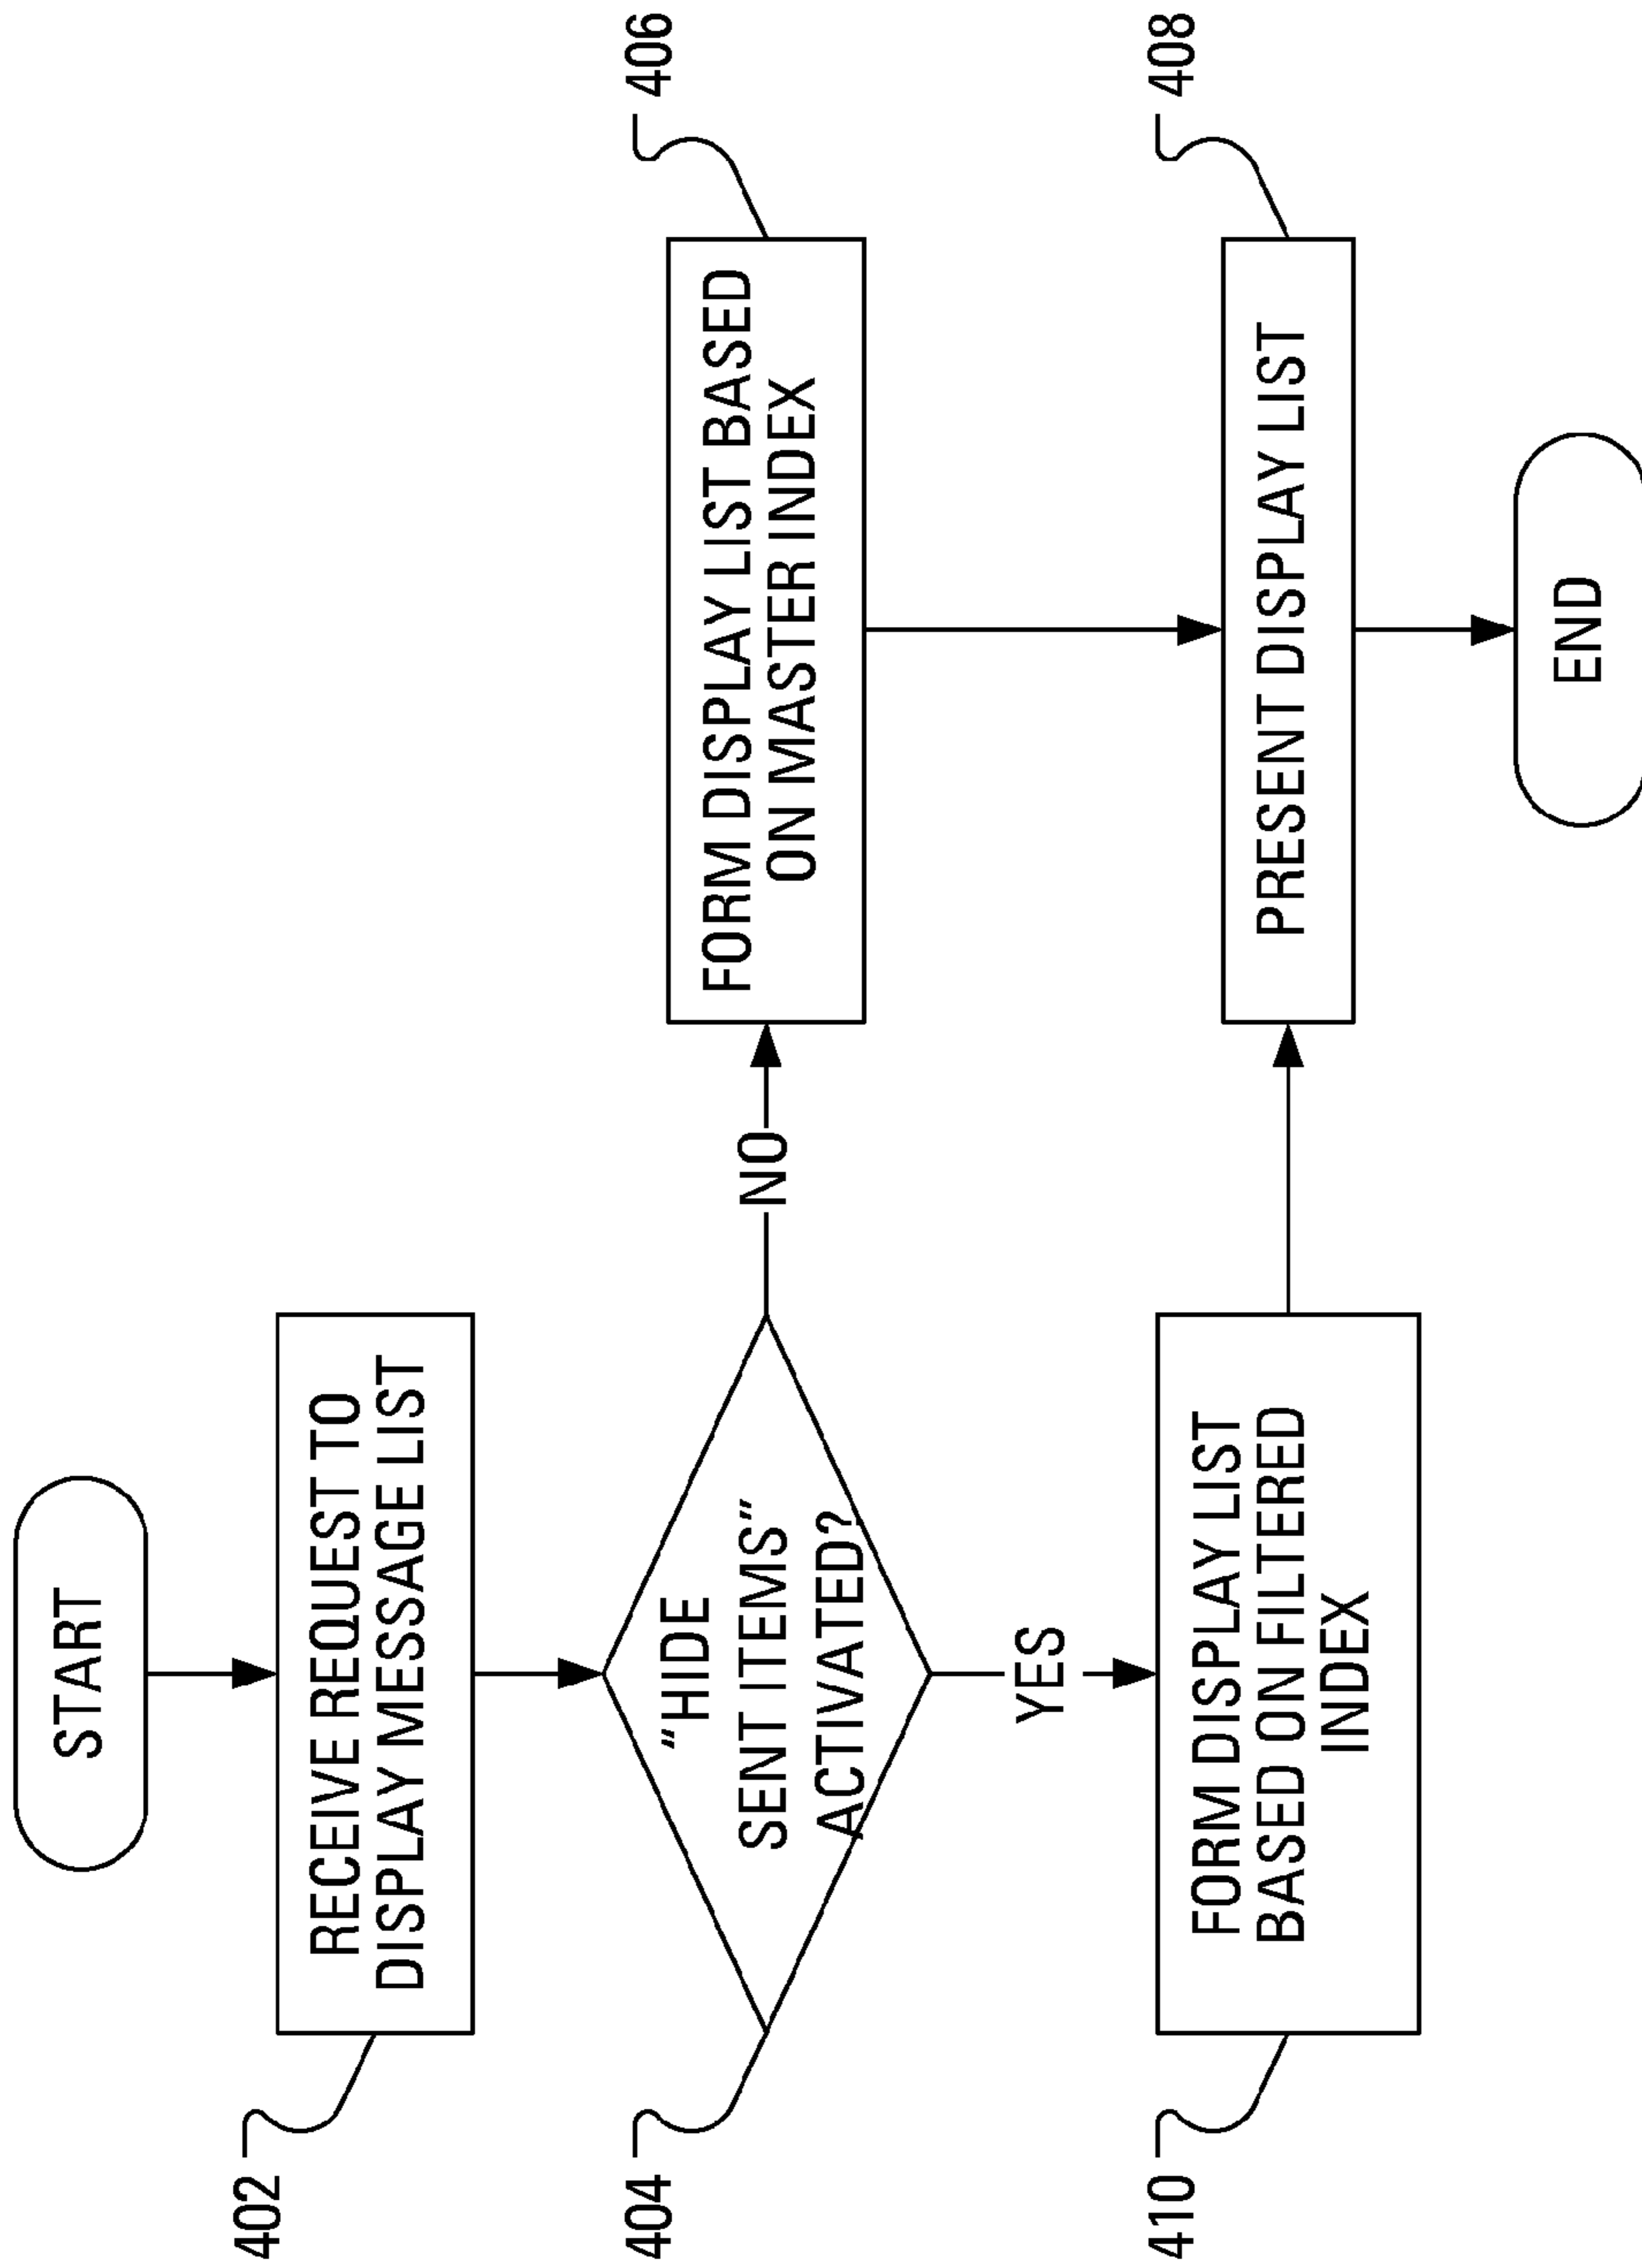 START
402
RECEIVE REQUEST TO
DISPLAY MESSAGE LIST
404
"HIDE
SENT ITEMS"
ACTIVATED?
NO
406
FORM DISPLAY LIST BASED
ON MASTER INDEX
YES
410
FORM DISPLAY LIST
BASED ON FILTERED
INDEX
408
PRESENT DISPLAY LIST
END